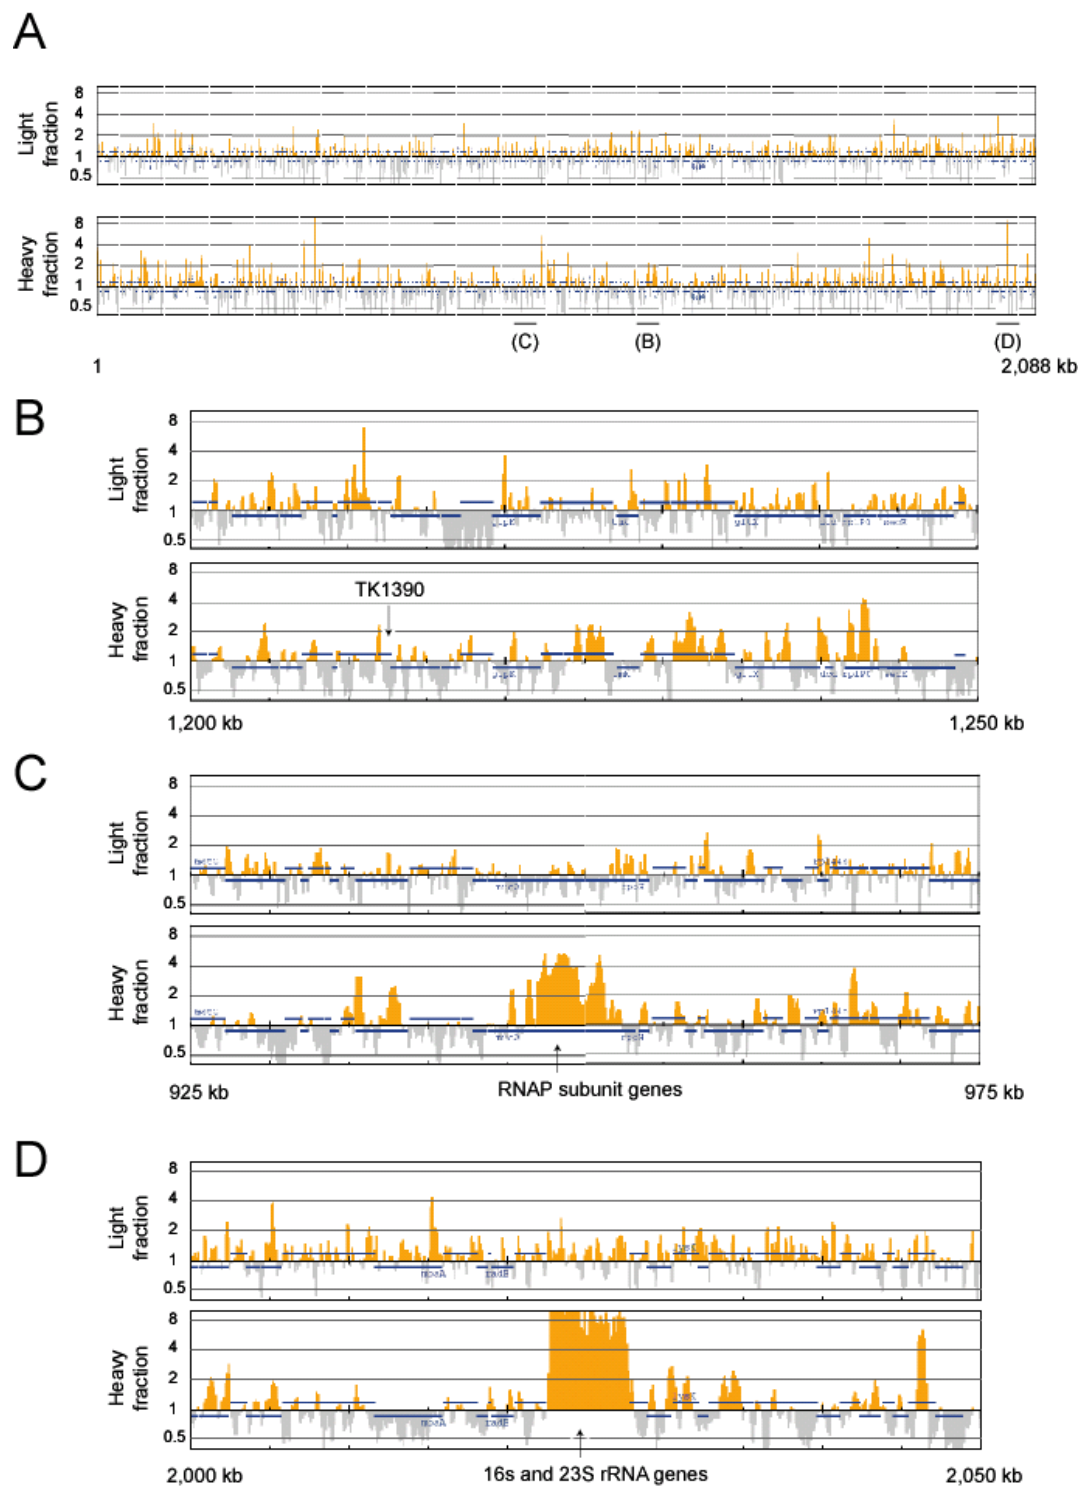 A
Light
fraction
8
4
2
1
0.5
Heavy
fraction
8
4
2
1
0.5
(C)
(B)
(D)
1
2,088 kb
B
Light
fraction
8
4
2
1
0.5
Heavy
fraction
8
4
2
1
0.5
TK1390
1,200 kb
1,250 kb
C
Light
fraction
8
4
2
1
0.5
Heavy
fraction
8
4
2
1
0.5
925 kb
RNAP subunit genes
975 kb
D
Light
fraction
8
4
2
1
0.5
moaA
radB
Heavy
fraction
8
4
2
1
0.5
moaA
radB
2,000 kb
16s and 23S rRNA genes
2,050 kb